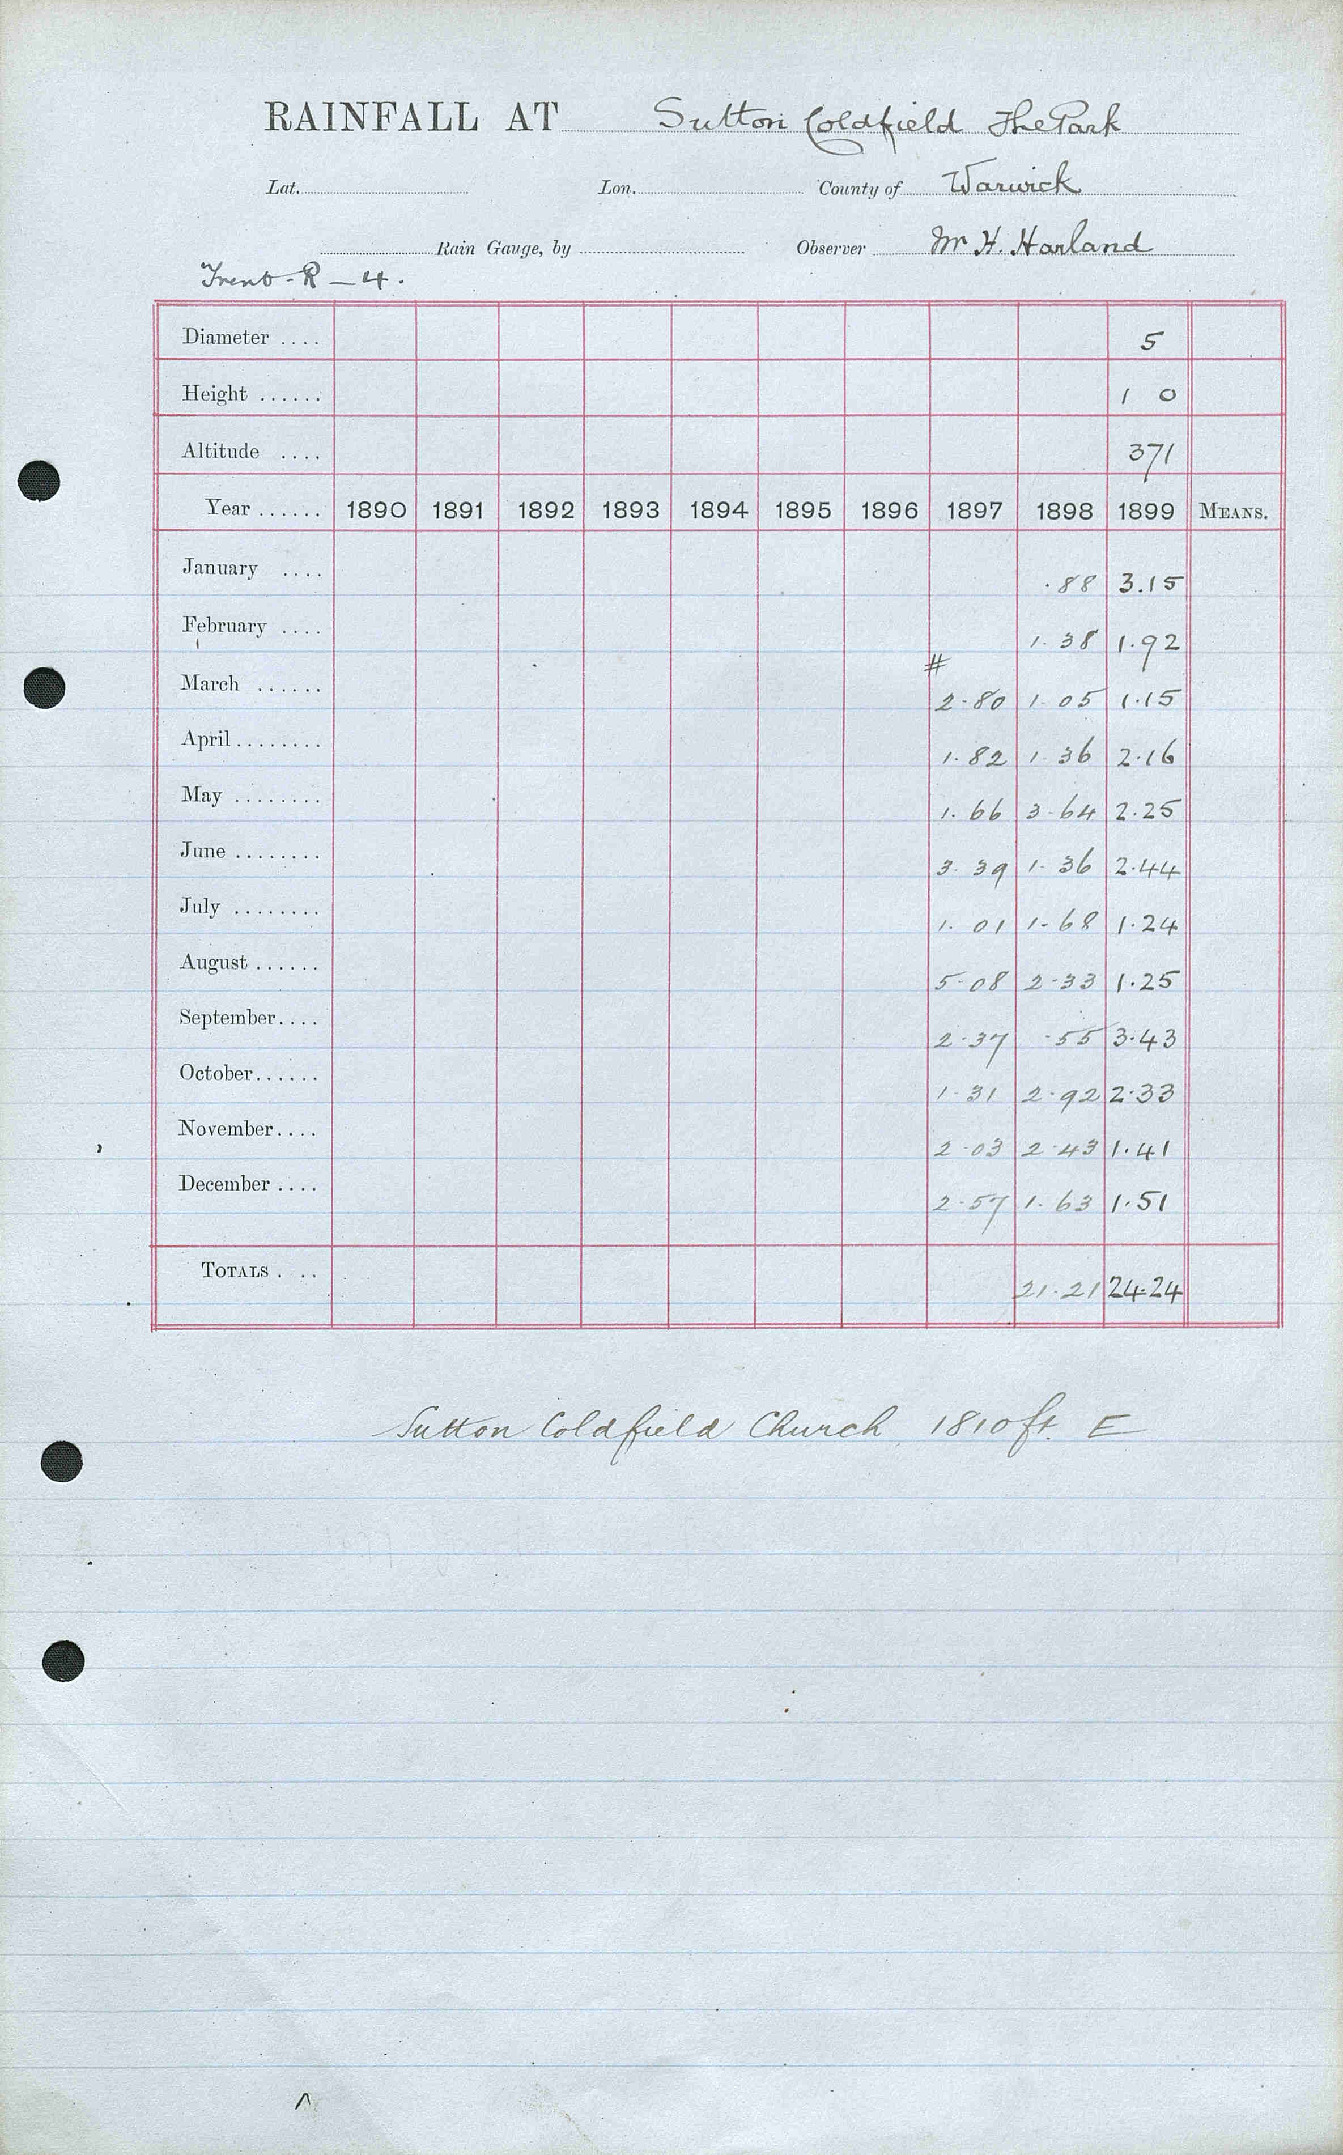 RAINFALL AT Sutton Coldfield The Park
Lat. Lon. County of Warwick
Rain Gauge, by Observer Mr H. Harland
Trent-R-4.
Diameter .... 5
Height ...... 1 0
Altitude .... 371
Year ...... 1890 1891 1892 1893 1894 1895 1896 1897 1898 1899 MEANS.
January .... .88 3.15
February .... 1.38 1.92
#
March ...... 2.80 1.05 1.15
April ........ 1.82 1.36 2.16
May ........ 1.66 3.64 2.25
June ........ 3.39 1.36 2.44
July ........ 1.01 1.68 1.24
August ...... 5.08 2.33 1.25
September.... 2.37 .55 3.43
October...... 1.31 2.92 2.33
November.... 2.03 2.43 1.41
December .... 2.57 1.63 1.51
TOTALS . .. 21.21 24.24
Sutton Coldfield Church 1810 ft. E